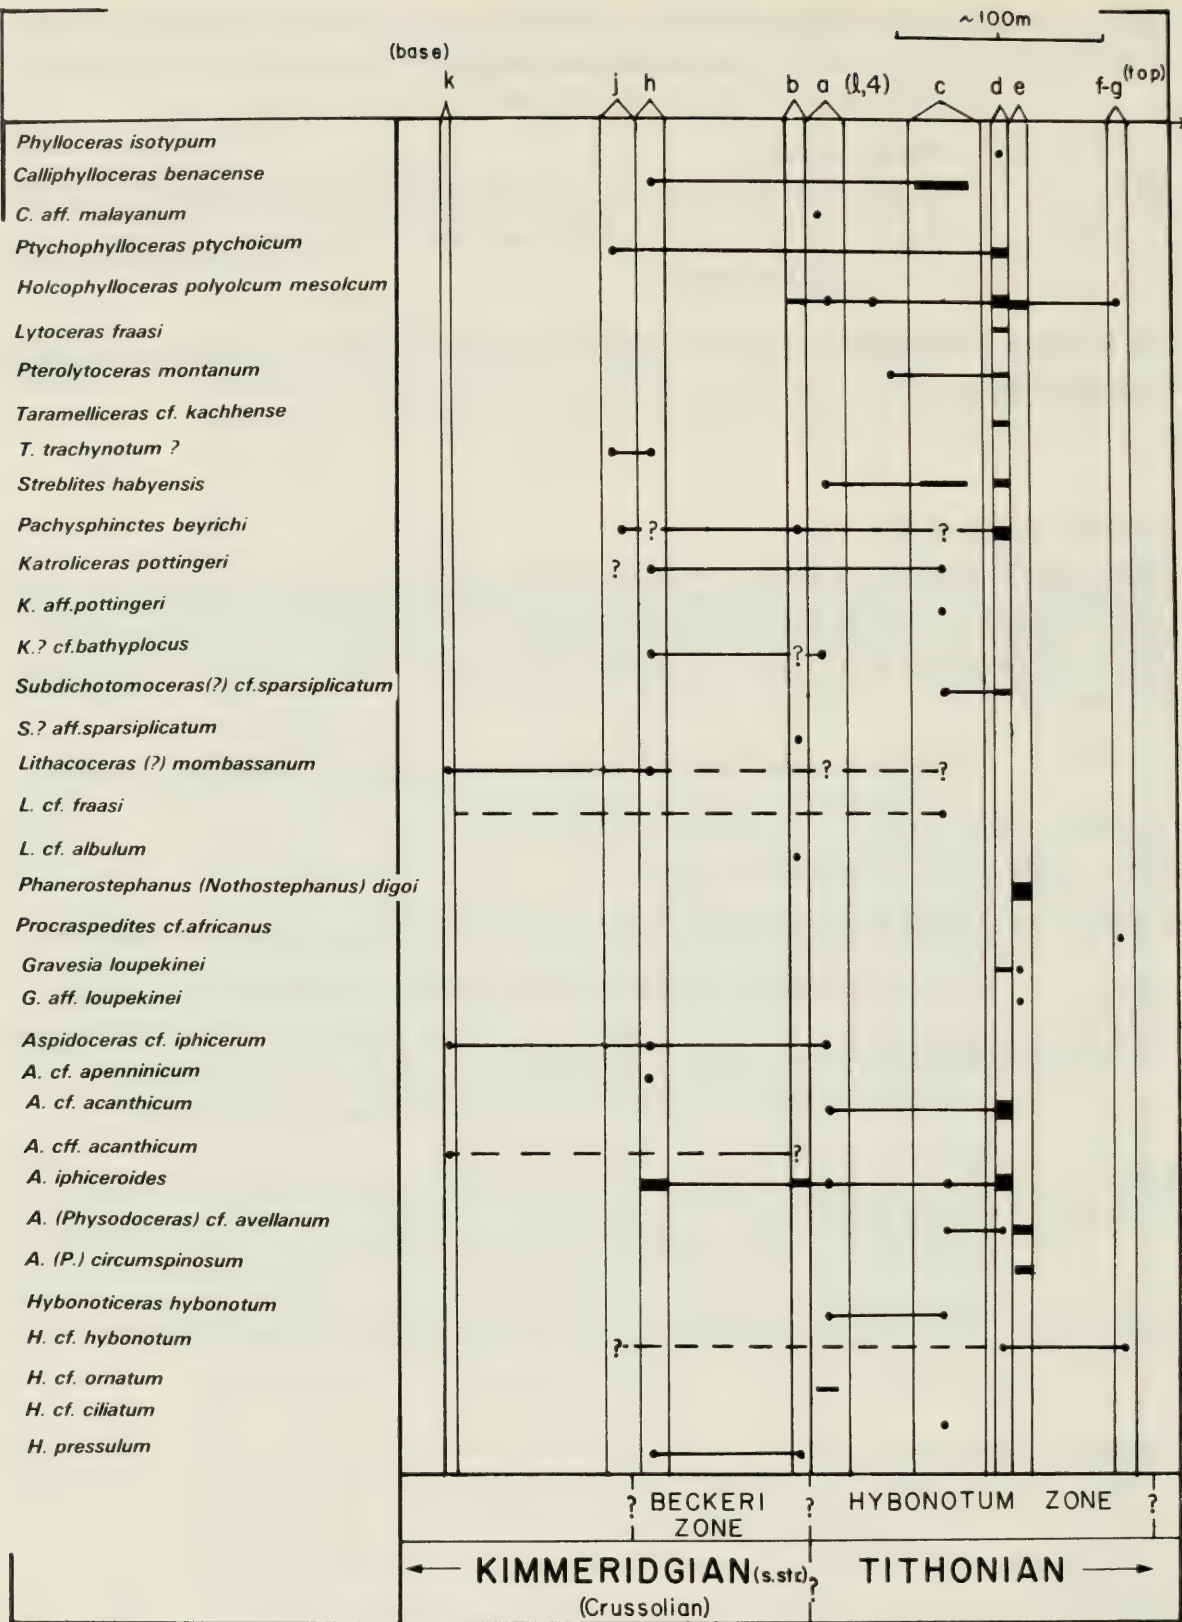 ~100m
(base)
(top)
k j h b a (l,4) c d e f-g
Phylloceras isotypum
Calliphylloceras benacense
C. aff. malayanum
Ptychophylloceras ptychoicum
Holcophylloceras polyolcum mesolcum
Lytoceras fraasi
Pterolytoceras montanum
Taramelliceras cf. kachhense
T. trachynotum ?
Streblites habyensis
Pachysphinctes beyrichi ? ?
Katroliceras pottingeri ?
K. aff.pottingeri
K.? cf.bathyplocus ?
Subdichotomoceras(?) cf.sparsiplicatum
S.? aff.sparsiplicatum
Lithacoceras (?) mombassanum ? ?
L. cf. fraasi
L. cf. albulum
Phanerostephanus (Nothostephanus) digoi
Procraspedites cf.africanus
Gravesia loupekinei
G. aff. loupekinei
Aspidoceras cf. iphicerum
A. cf. apenninicum
A. cf. acanthicum
A. cff. acanthicum ?
A. iphiceroides
A. (Physodoceras) cf. avellanum
A. (P.) circumspinosum
Hybonoticeras hybonotum
H. cf. hybonotum ?
H. cf. ornatum
H. cf. ciliatum
H. pressulum
? BECKERI ? HYBONOTUM ZONE ?
ZONE
KIMMERIDGIAN (s.str.) ? TITHONIAN
(Crussolian)